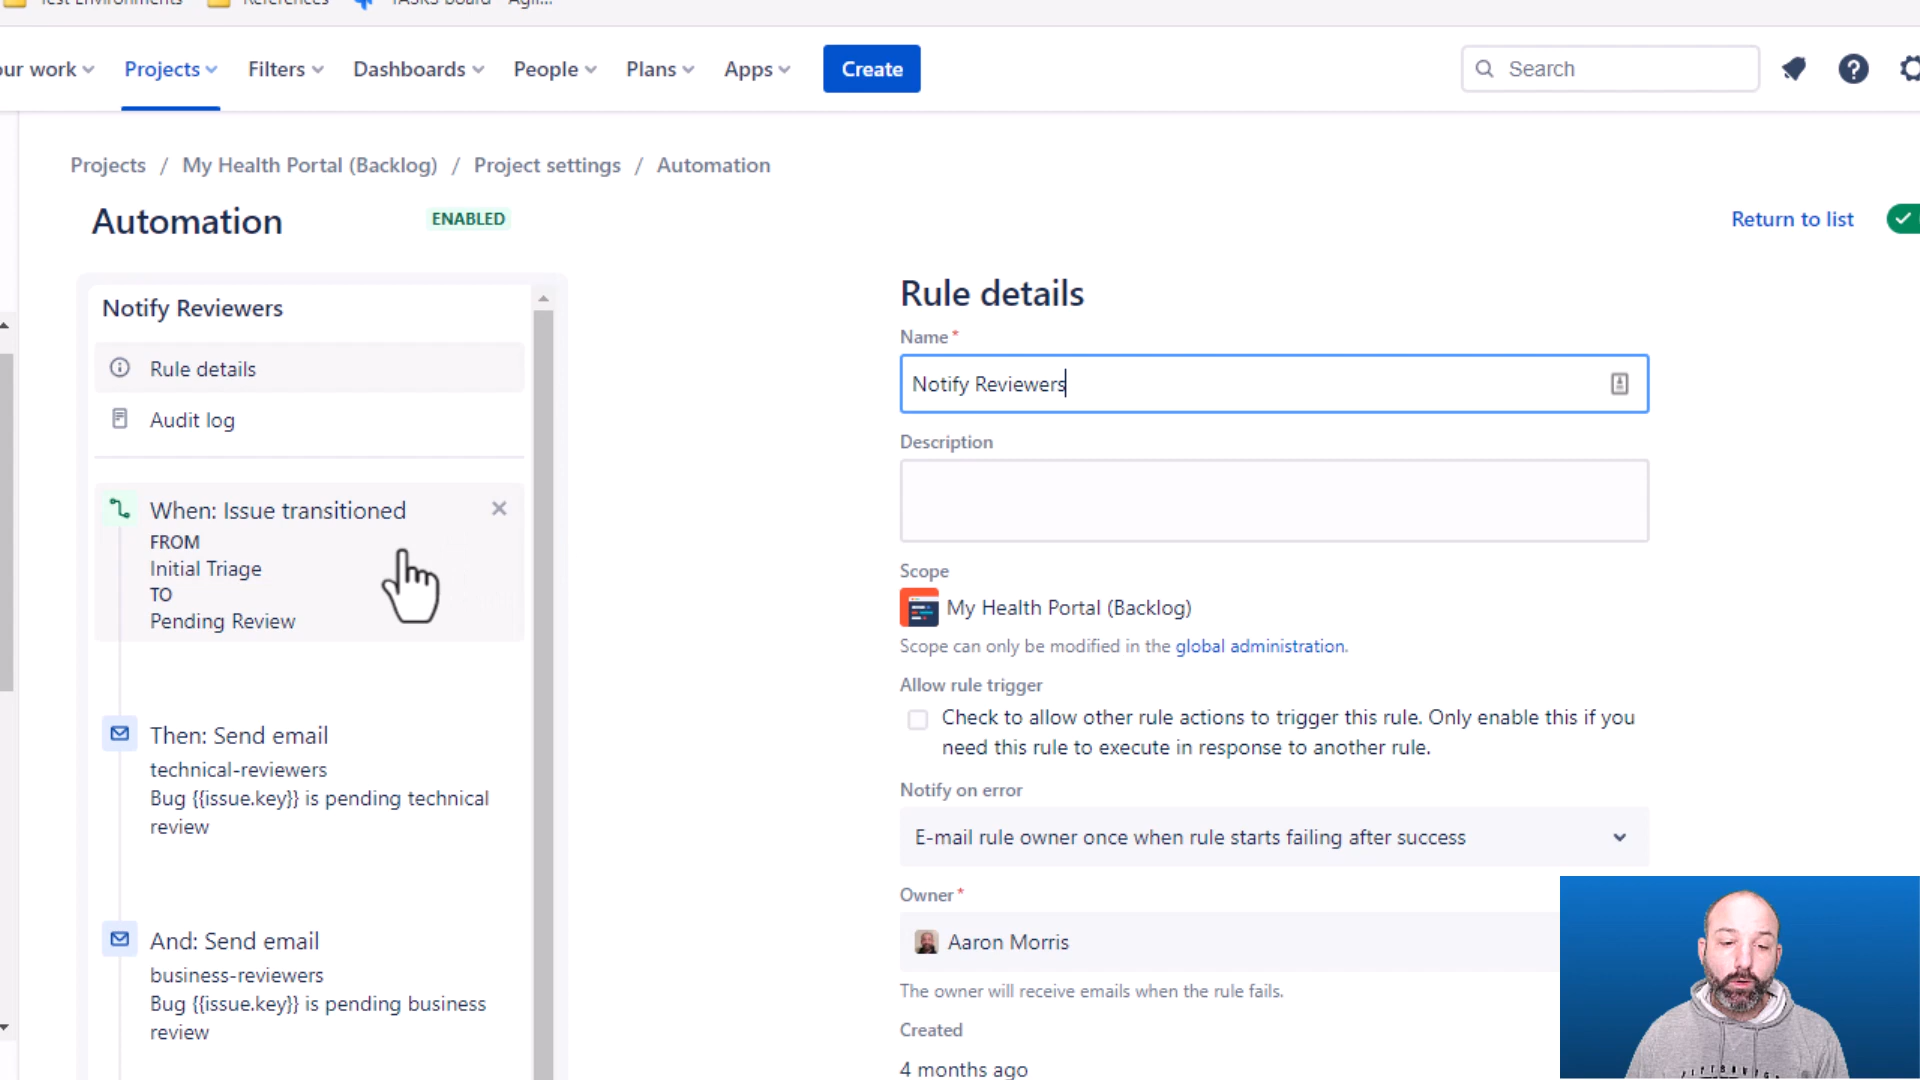 Test Environments References TASKS board - Agil...
our work Projects Filters Dashboards People Plans Apps Create Search
Projects / My Health Portal (Backlog) / Project settings / Automation
Automation ENABLED Return to list
Notify Reviewers
Rule details
Audit log
When: Issue transitioned
FROM
Initial Triage
TO
Pending Review
Then: Send email
technical-reviewers
Bug {{issue.key}} is pending technical
review
And: Send email
business-reviewers
Bug {{issue.key}} is pending business
review
Rule details
Name *
Notify Reviewers
Description
Scope
My Health Portal (Backlog)
Scope can only be modified in the global administration.
Allow rule trigger
Check to allow other rule actions to trigger this rule. Only enable this if you
need this rule to execute in response to another rule.
Notify on error
E-mail rule owner once when rule starts failing after success
Owner *
Aaron Morris
The owner will receive emails when the rule fails.
Created
4 months ago